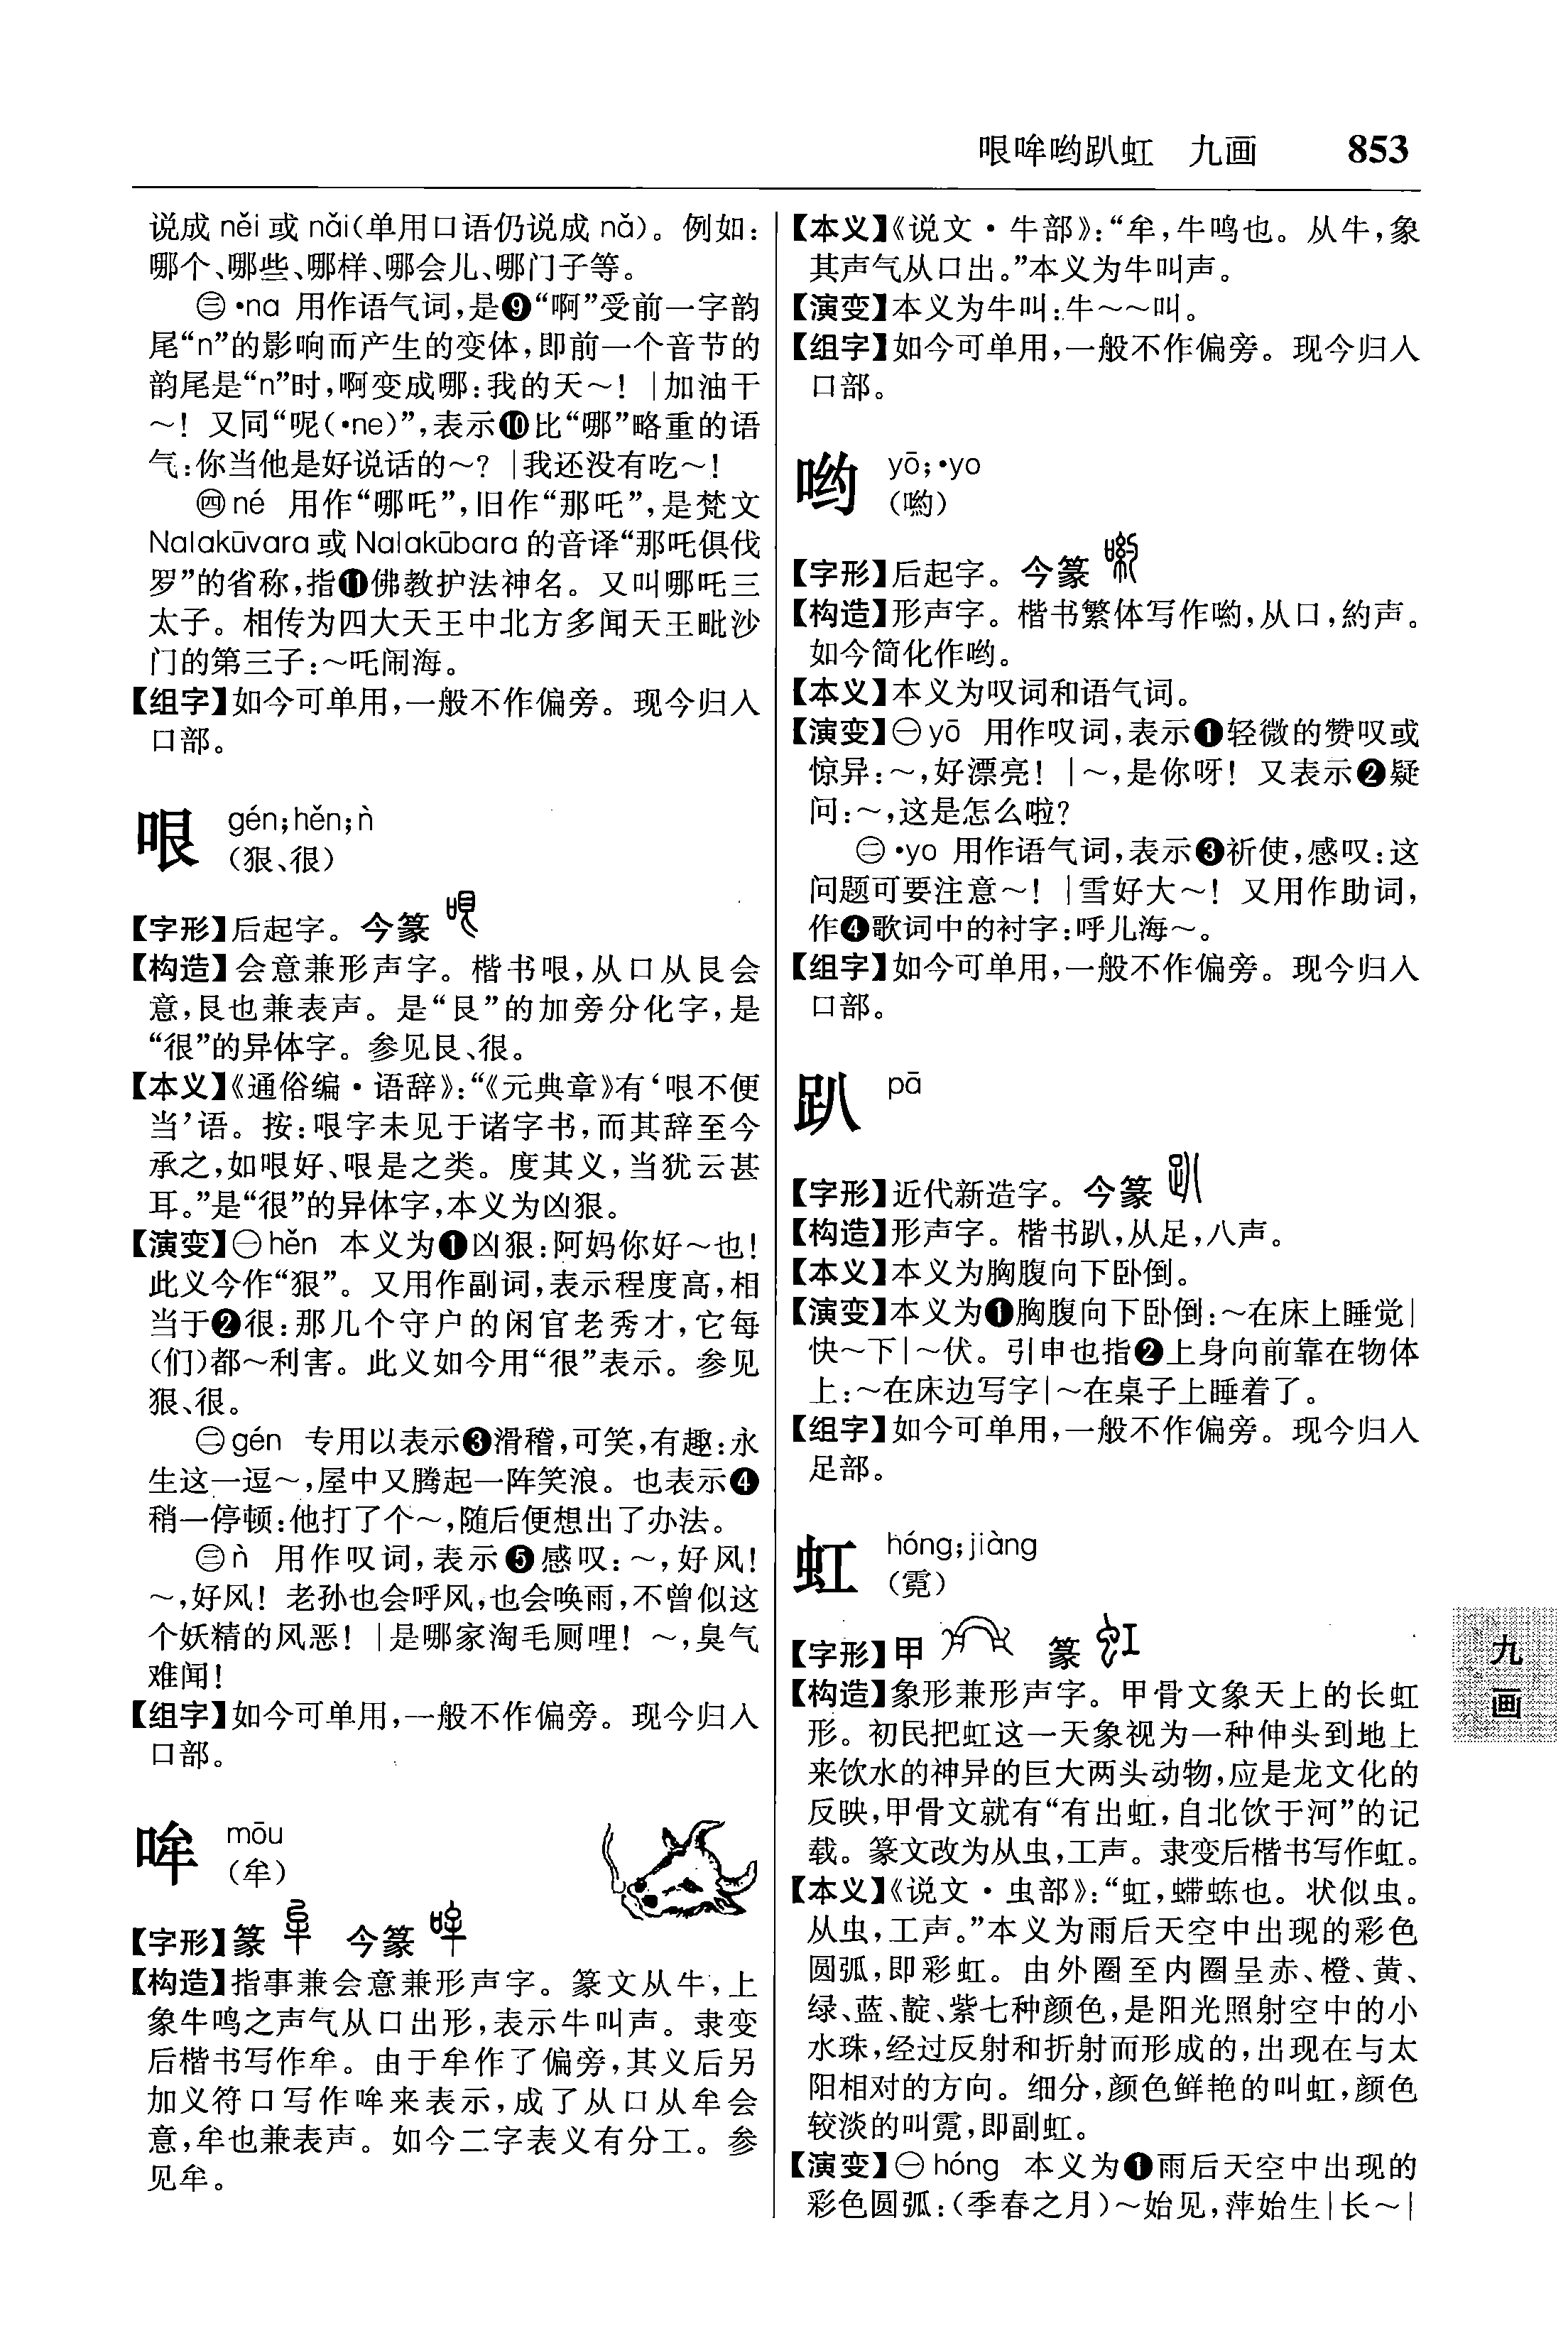 哏哞哟趴虹 九画 853
说成 něi 或 nǎi(单用口语仍说成 nǎ)。例如:
哪个、哪些、哪样、哪会儿、哪门子等。
㊂ ·na 用作语气词,是❾“啊”受前一字韵
尾“n”的影响而产生的变体,即前一个音节的
韵尾是“n”时,啊变成哪:我的天～! |加油干
～! 又同“呢(·ne)”,表示❿比“哪”略重的语
气:你当他是好说话的～? |我还没有吃～!
㊃ né 用作“哪吒”,旧作“那吒”,是梵文
Nalakūvara 或 Nalakūbara 的音译“那吒俱伐
罗”的省称,指⓫佛教护法神名。又叫哪吒三
太子。相传为四大天王中北方多闻天王毗沙
门的第三子:～吒闹海。
【组字】如今可单用,一般不作偏旁。现今归入
口部。
哏 gén;hěn;ǹ
(狠、很)
【字形】后起字。今篆
【构造】会意兼形声字。楷书哏,从口从艮会
意,艮也兼表声。是“艮”的加旁分化字,是
“很”的异体字。参见艮、很。
【本义】《通俗编·语辞》:“《元典章》有‘哏不便
当’语。按:哏字未见于诸字书,而其辞至今
承之,如哏好、哏是之类。度其义,当犹云甚
耳。”是“很”的异体字,本义为凶狠。
【演变】㊀ hěn 本义为❶凶狠:阿妈你好～也!
此义今作“狠”。又用作副词,表示程度高,相
当于❷很:那几个守户的闲官老秀才,它每
(们)都～利害。此义如今用“很”表示。参见
狠、很。
㊁ gén 专用以表示❸滑稽,可笑,有趣:永
生这一逗～,屋中又腾起一阵笑浪。也表示❹
稍一停顿:他打了个～,随后便想出了办法。
㊂ ǹ 用作叹词,表示❺感叹:～,好风!
～,好风! 老孙也会呼风,也会唤雨,不曾似这
个妖精的风恶! |是哪家淘毛厕哩! ～,臭气
难闻!
【组字】如今可单用,一般不作偏旁。现今归入
口部。
哞 mōu
(牟)
【字形】篆 今篆
【构造】指事兼会意兼形声字。篆文从牛,上
象牛鸣之声气从口出形,表示牛叫声。隶变
后楷书写作牟。由于牟作了偏旁,其义后另
加义符口写作哞来表示,成了从口从牟会
意,牟也兼表声。如今二字表义有分工。参
见牟。
【本义】《说文·牛部》:“牟,牛鸣也。从牛,象
其声气从口出。”本义为牛叫声。
【演变】本义为牛叫:牛～～叫。
【组字】如今可单用,一般不作偏旁。现今归入
口部。
哟 yō;·yo
(喲)
【字形】后起字。今篆
【构造】形声字。楷书繁体写作喲,从口,約声。
如今简化作哟。
【本义】本义为叹词和语气词。
【演变】㊀ yō 用作叹词,表示❶轻微的赞叹或
惊异:～,好漂亮! |～,是你呀! 又表示❷疑
问:～,这是怎么啦?
㊁ ·yo 用作语气词,表示❸祈使,感叹:这
问题可要注意～! |雪好大～! 又用作助词,
作❹歌词中的衬字:呼儿海～。
【组字】如今可单用,一般不作偏旁。现今归入
口部。
趴 pā
【字形】近代新造字。今篆
【构造】形声字。楷书趴,从足,八声。
【本义】本义为胸腹向下卧倒。
【演变】本义为❶胸腹向下卧倒:～在床上睡觉|
快～下|～伏。引申也指❷上身向前靠在物体
上:～在床边写字|～在桌子上睡着了。
【组字】如今可单用,一般不作偏旁。现今归入
足部。
虹 hóng;jiàng
(霓)
【字形】甲 篆
【构造】象形兼形声字。甲骨文象天上的长虹
形。初民把虹这一天象视为一种伸头到地上
来饮水的神异的巨大两头动物,应是龙文化的
反映,甲骨文就有“有出虹,自北饮于河”的记
载。篆文改为从虫,工声。隶变后楷书写作虹。
【本义】《说文·虫部》:“虹,螮蝀也。状似虫。
从虫,工声。”本义为雨后天空中出现的彩色
圆弧,即彩虹。由外圈至内圈呈赤、橙、黄、
绿、蓝、靛、紫七种颜色,是阳光照射空中的小
水珠,经过反射和折射而形成的,出现在与太
阳相对的方向。细分,颜色鲜艳的叫虹,颜色
较淡的叫霓,即副虹。
【演变】㊀ hóng 本义为❶雨后天空中出现的
彩色圆弧:(季春之月)～始见,萍始生|长～|
九
画